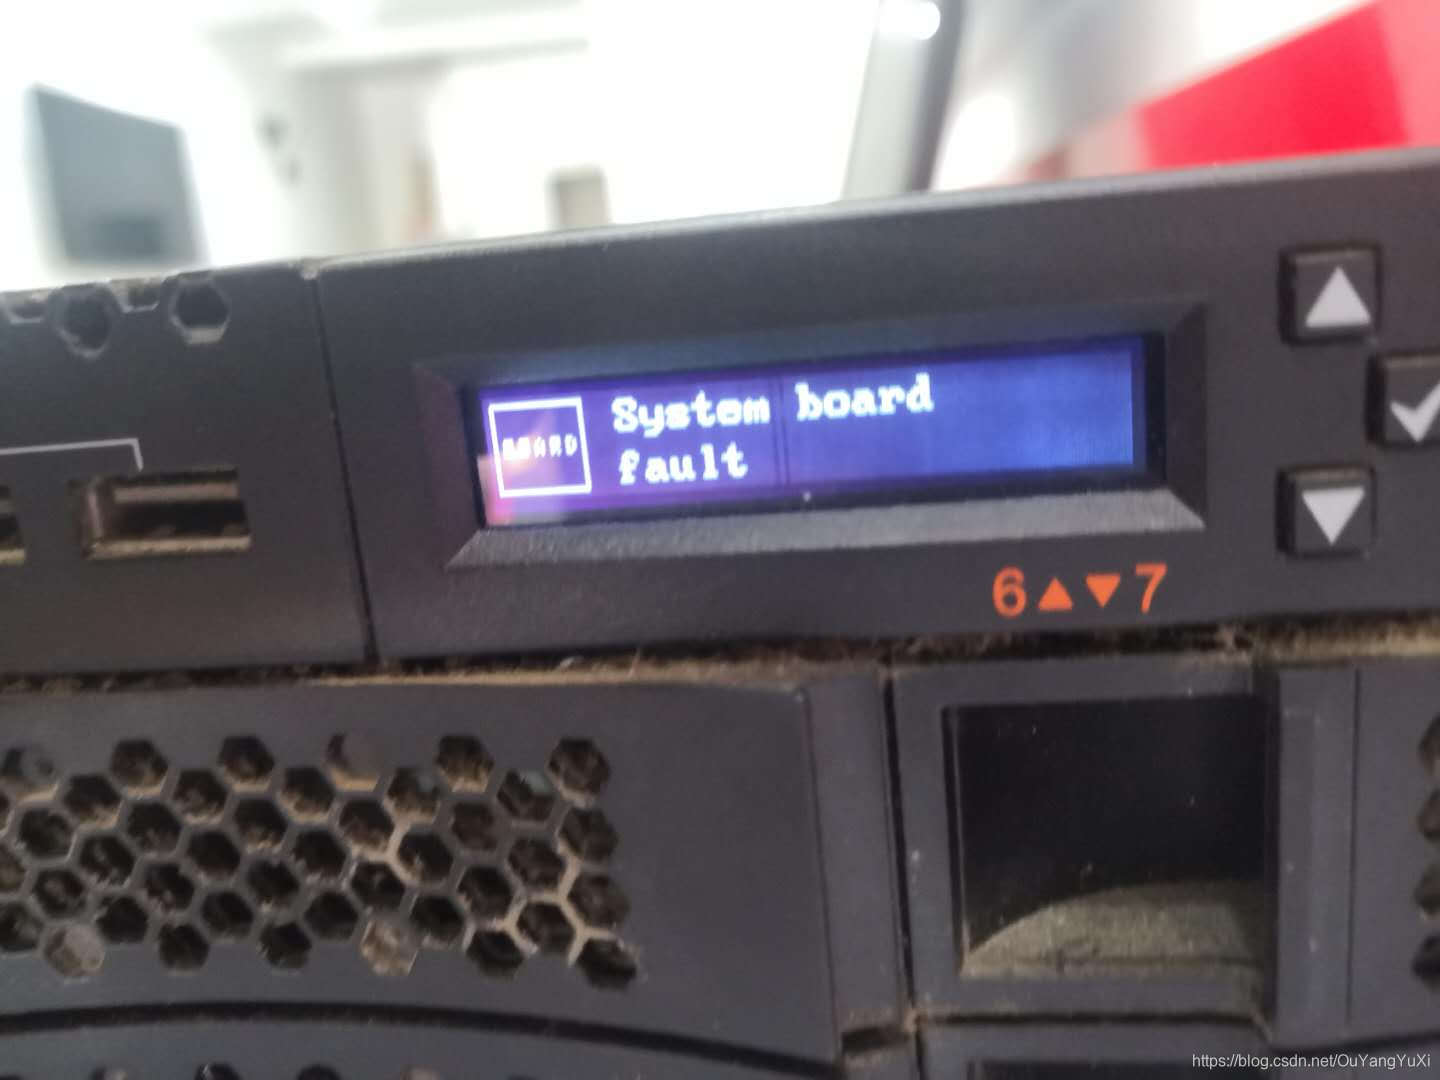 System board
fault
BOARD
6▲▼7
https://blog.csdn.net/OuYangYuXi